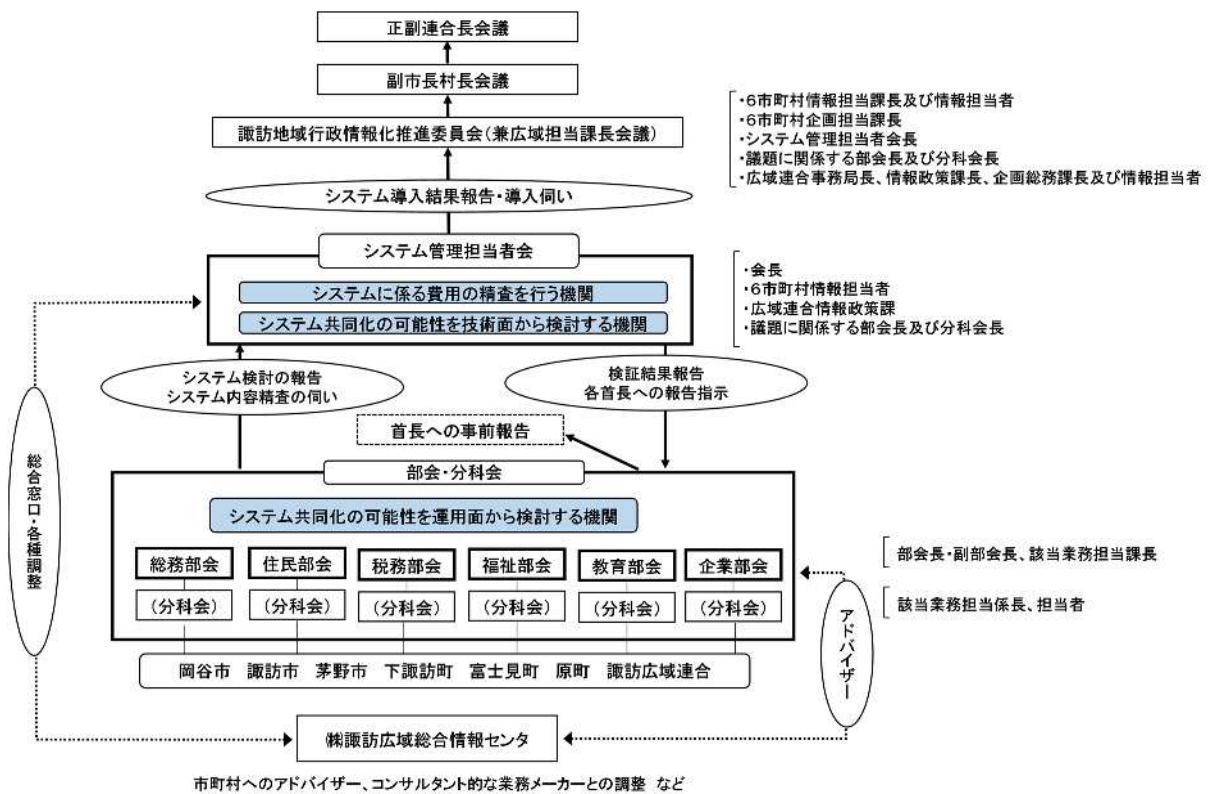 正副連合長会議
副市長村長会議
諏訪地域行政情報化推進委員会(兼広域担当課長会議)
・6市町村情報担当課長及び情報担当者
・6市町村企画担当課長
・システム管理担当者会長
・議題に関係する部会長及び分科会長
・広域連合事務局長、情報政策課長、企画総務課長及び情報担当者
システム導入結果報告・導入伺い
システム管理担当者会
システムに係る費用の精査を行う機関
システム共同化の可能性を技術面から検討する機関
・会長
・6市町村情報担当者
・広域連合情報政策課
・議題に関係する部会長及び分科会長
システム検討の報告
システム内容精査の伺い
検証結果報告
各首長への報告指示
首長への事前報告
総合窓口・各種調整
部会・分科会
システム共同化の可能性を運用面から検討する機関
総務部会 住民部会 税務部会 福祉部会 教育部会 企業部会
(分科会) (分科会) (分科会) (分科会) (分科会) (分科会)
部会長・副部会長、該当業務担当課長
該当業務担当係長、担当者
アドバイザー
岡谷市 諏訪市 茅野市 下諏訪町 富士見町 原町 諏訪広域連合
㈱諏訪広域総合情報センタ
市町村へのアドバイザー、コンサルタント的な業務メーカーとの調整 など